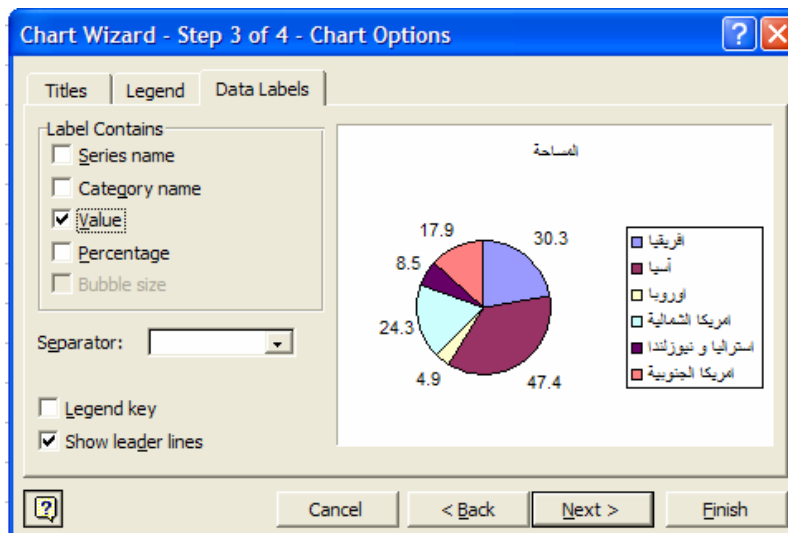 Chart Wizard - Step 3 of 4 - Chart Options
Titles
Legend
Data Labels
Label Contains
Series name
Category name
Value
Percentage
Bubble size
Separator:
Legend key
Show leader lines
المساحة
17.9
30.3
8.5
24.3
4.9
47.4
افريقيا
أسيا
اوروبا
امريكا الشمالية
استراليا و نيوزلندا
امريكا الجنوبية
Cancel
< Back
Next >
Finish